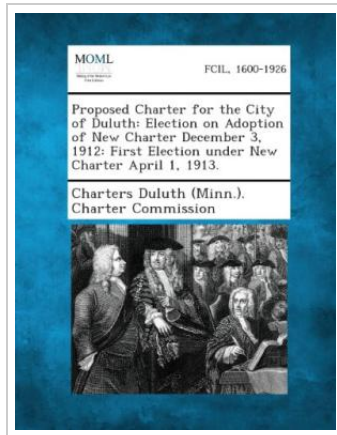 MOML
FCIL, 1600-1926
Proposed Charter for the City
of Duluth: Election on Adoption
of New Charter December 3,
1912: First Election under New
Charter April 1, 1913.
Charters Duluth (Minn.).
Charter Commission